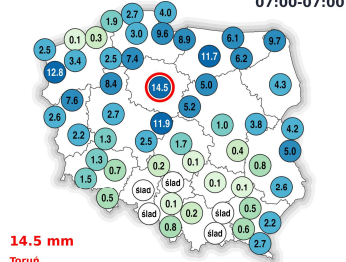 07:00-07:00
1.9 2.7 4.0
0.1 0.3 3.0 9.6 8.9 6.1 9.7
2.5 3.4 2.5 7.4 11.7 6.2
12.8 8.4 14.5 5.0 4.3
7.6 5.2
2.6 2.7 11.9 1.0 3.8 4.2
2.2 1.3 2.5 1.7 0.4 5.0
1.3 0.7 0.2 0.1 0.8
1.5 ślad ślad 0.1 0.1 2.6
0.5 ślad 0.1 0.2 ślad 0.5
0.8 ślad 0.6 2.2
2.7
14.5 mm
Toruń